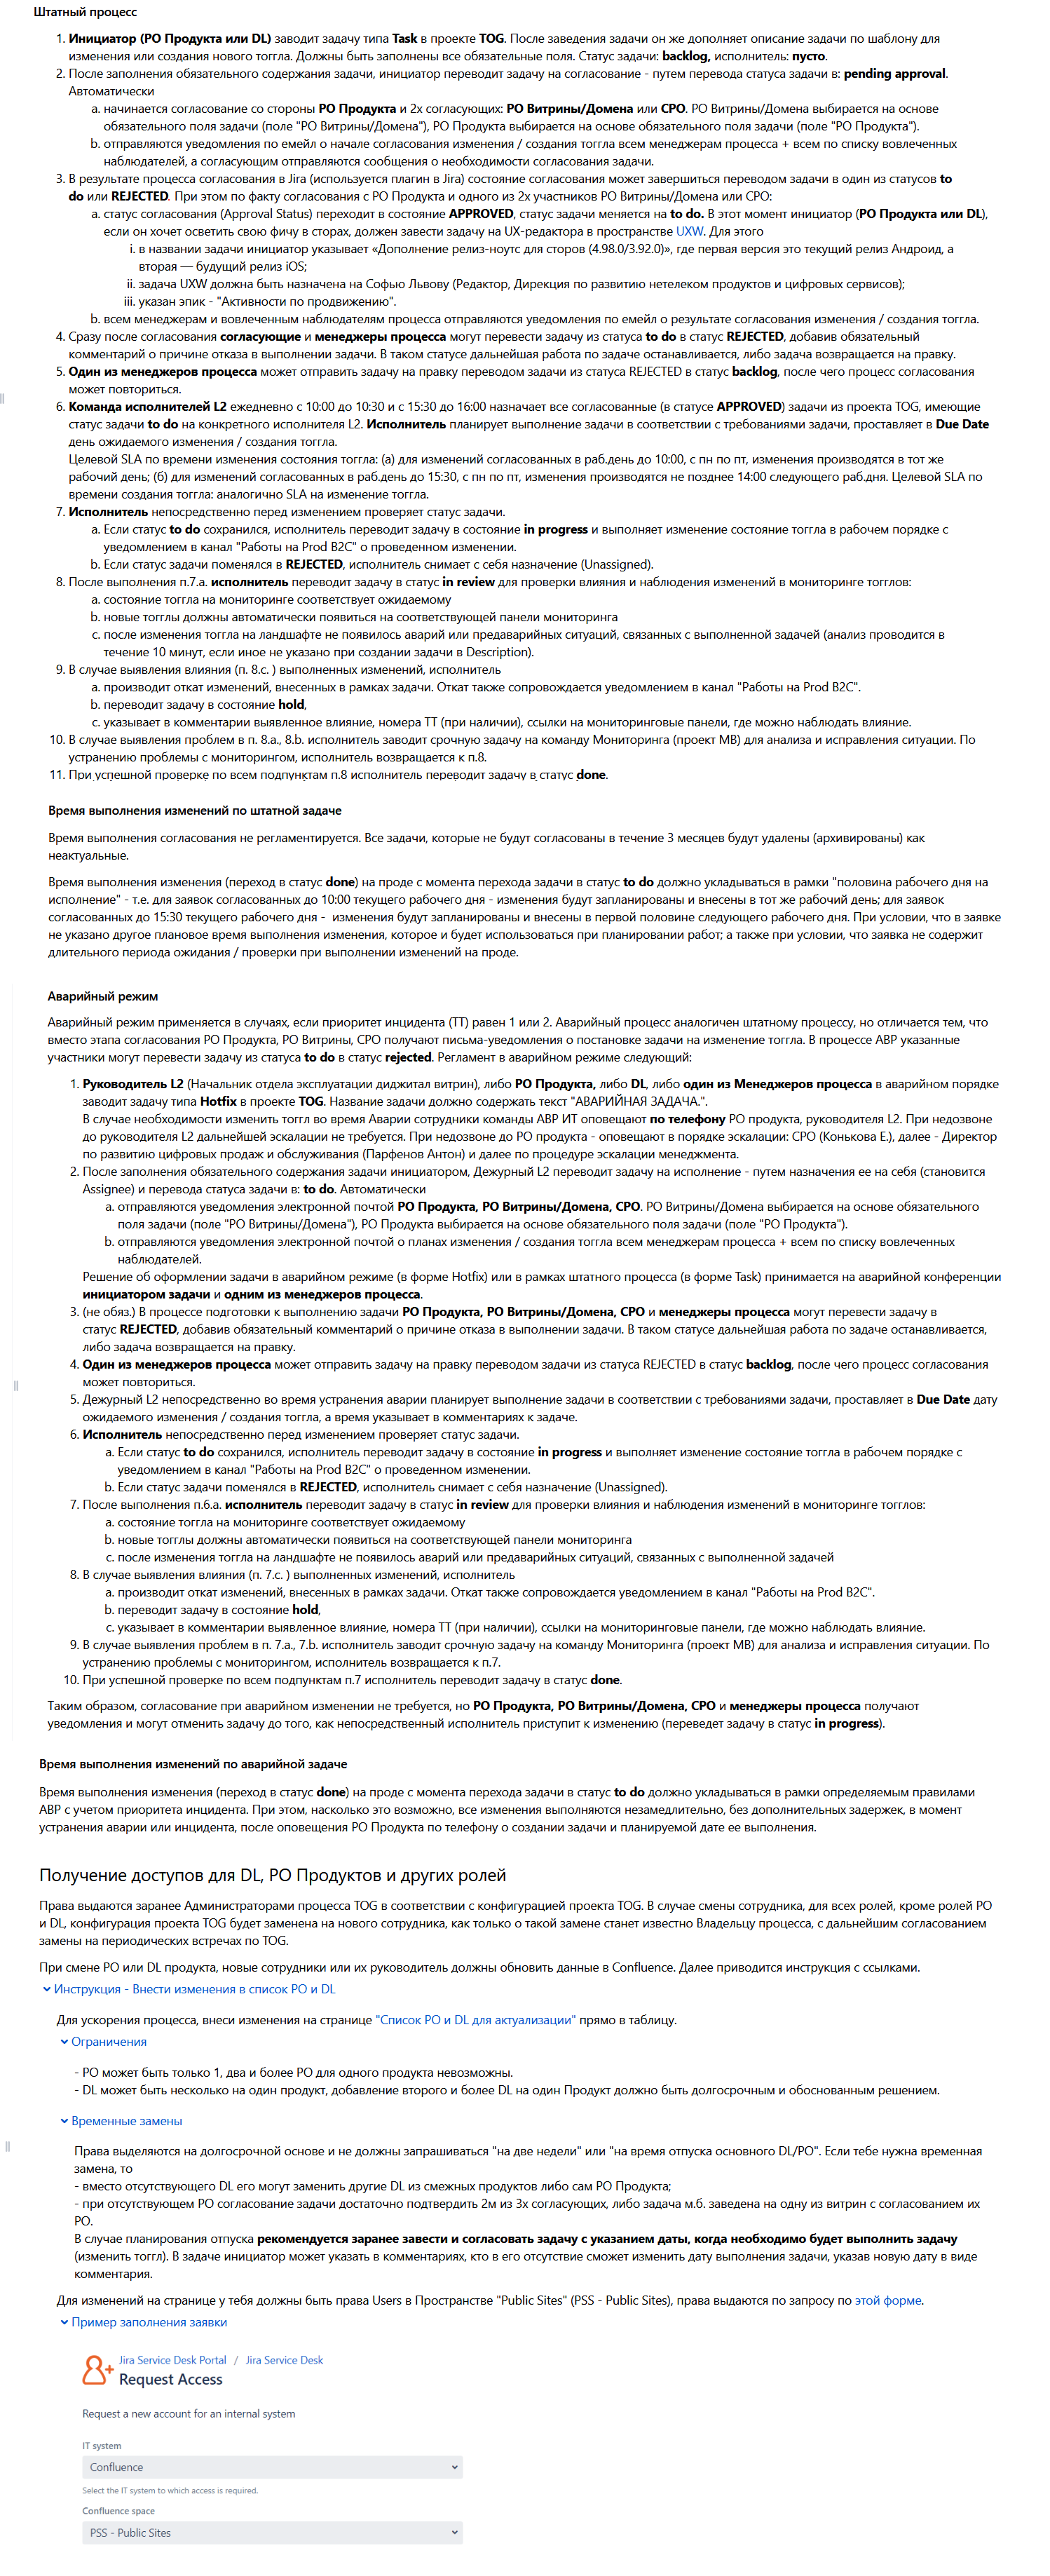 Штатный процесс
1. Инициатор (РО Продукта или DL) заводит задачу типа Task в проекте TOG. После заведения задачи он же дополняет описание задачи по шаблону для
изменения или создания нового тоггла. Должны быть заполнены все обязательные поля. Статус задачи: backlog, исполнитель: пусто.
2. После заполнения обязательного содержания задачи, инициатор переводит задачу на согласование - путем перевода статуса задачи в: pending approval.
Автоматически
a. начинается согласование со стороны РО Продукта и 2х согласующих: РО Витрины/Домена или СРО. РО Витрины/Домена выбирается на основе
обязательного поля задачи (поле "РО Витрины/Домена"), РО Продукта выбирается на основе обязательного поля задачи (поле "РО Продукта").
b. отправляются уведомления по емейл о начале согласования изменения / создания тоггла всем менеджерам процесса + всем по списку вовлеченных
наблюдателей, а согласующим отправляются сообщения о необходимости согласования задачи.
3. В результате процесса согласования в Jira (используется плагин в Jira) состояние согласования может завершиться переводом задачи в один из статусов to
do или REJECTED. При этом по факту согласования с РО Продукта и одного из 2х участников РО Витрины/Домена или СРО:
a. статус согласования (Approval Status) переходит в состояние APPROVED, статус задачи меняется на to do. В этот момент инициатор (РО Продукта или DL),
если он хочет осветить свою фичу в сторах, должен завести задачу на UX-редактора в пространстве UXW. Для этого
i. в названии задачи инициатор указывает «Дополнение релиз-ноутс для сторов (4.98.0/3.92.0)», где первая версия это текущий релиз Андроид, а
вторая — будущий релиз iOS;
ii. задача UXW должна быть назначена на Софью Львову (Редактор, Дирекция по развитию нетелеком продуктов и цифровых сервисов);
iii. указан эпик - "Активности по продвижению".
b. всем менеджерам и вовлеченным наблюдателям процесса отправляются уведомления по емейл о результате согласования изменения / создания тоггла.
4. Сразу после согласования согласующие и менеджеры процесса могут перевести задачу из статуса to do в статус REJECTED, добавив обязательный
комментарий о причине отказа в выполнении задачи. В таком статусе дальнейшая работа по задаче останавливается, либо задача возвращается на правку.
5. Один из менеджеров процесса может отправить задачу на правку переводом задачи из статуса REJECTED в статус backlog, после чего процесс согласования
может повториться.
6. Команда исполнителей L2 ежедневно с 10:00 до 10:30 и с 15:30 до 16:00 назначает все согласованные (в статусе APPROVED) задачи из проекта TOG, имеющие
статус задачи to do на конкретного исполнителя L2. Исполнитель планирует выполнение задачи в соответствии с требованиями задачи, проставляет в Due Date
день ожидаемого изменения / создания тоггла.
Целевой SLA по времени изменения состояния тоггла: (а) для изменений согласованных в раб.день до 10:00, с пн по пт, изменения производятся в тот же
рабочий день; (б) для изменений согласованных в раб.день до 15:30, с пн по пт, изменения производятся не позднее 14:00 следующего раб.дня. Целевой SLA по
времени создания тоггла: аналогично SLA на изменение тоггла.
7. Исполнитель непосредственно перед изменением проверяет статус задачи.
a. Если статус to do сохранился, исполнитель переводит задачу в состояние in progress и выполняет изменение состояние тоггла в рабочем порядке с
уведомлением в канал "Работы на Prod B2C" о проведенном изменении.
b. Если статус задачи поменялся в REJECTED, исполнитель снимает с себя назначение (Unassigned).
8. После выполнения п.7.а. исполнитель переводит задачу в статус in review для проверки влияния и наблюдения изменений в мониторинге тогглов:
a. состояние тоггла на мониторинге соответствует ожидаемому
b. новые тогглы должны автоматически появиться на соответствующей панели мониторинга
c. после изменения тоггла на ландшафте не появилось аварий или предаварийных ситуаций, связанных с выполненной задачей (анализ проводится в
течение 10 минут, если иное не указано при создании задачи в Description).
9. В случае выявления влияния (п. 8.с. ) выполненных изменений, исполнитель
a. производит откат изменений, внесенных в рамках задачи. Откат также сопровождается уведомлением в канал "Работы на Prod B2C".
b. переводит задачу в состояние hold,
c. указывает в комментарии выявленное влияние, номера ТТ (при наличии), ссылки на мониторинговые панели, где можно наблюдать влияние.
10. В случае выявления проблем в п. 8.a., 8.b. исполнитель заводит срочную задачу на команду Мониторинга (проект МВ) для анализа и исправления ситуации. По
устранению проблемы с мониторингом, исполнитель возвращается к п.8.
11. При успешной проверке по всем подпунктам п.8 исполнитель переводит задачу в статус done.
Время выполнения изменений по штатной задаче
Время выполнения согласования не регламентируется. Все задачи, которые не будут согласованы в течение 3 месяцев будут удалены (архивированы) как
неактуальные.
Время выполнения изменения (переход в статус done) на проде с момента перехода задачи в статус to do должно укладываться в рамки "половина рабочего дня на
исполнение" - т.е. для заявок согласованных до 10:00 текущего рабочего дня - изменения будут запланированы и внесены в тот же рабочий день; для заявок
согласованных до 15:30 текущего рабочего дня - изменения будут запланированы и внесены в первой половине следующего рабочего дня. При условии, что в заявке
не указано другое плановое время выполнения изменения, которое и будет использоваться при планировании работ; а также при условии, что заявка не содержит
длительного периода ожидания / проверки при выполнении изменений на проде.
Аварийный режим
Аварийный режим применяется в случаях, если приоритет инцидента (ТТ) равен 1 или 2. Аварийный процесс аналогичен штатному процессу, но отличается тем, что
вместо этапа согласования РО Продукта, РО Витрины, СРО получают письма-уведомления о постановке задачи на изменение тоггла. В процессе АВР указанные
участники могут перевести задачу из статуса to do в статус rejected. Регламент в аварийном режиме следующий:
1. Руководитель L2 (Начальник отдела эксплуатации диджитал витрин), либо РО Продукта, либо DL, либо один из Менеджеров процесса в аварийном порядке
заводит задачу типа Hotfix в проекте TOG. Название задачи должно содержать текст "АВАРИЙНАЯ ЗАДАЧА.".
В случае необходимости изменить тоггл во время Аварии сотрудники команды АВР ИТ оповещают по телефону РО продукта, руководителя L2. При недозвоне
до руководителя L2 дальнейшей эскалации не требуется. При недозвоне до РО продукта - оповещают в порядке эскалации: СРО (Конькова Е.), далее - Директор
по развитию цифровых продаж и обслуживания (Парфенов Антон) и далее по процедуре эскалации менеджмента.
2. После заполнения обязательного содержания задачи инициатором, Дежурный L2 переводит задачу на исполнение - путем назначения ее на себя (становится
Assignee) и перевода статуса задачи в: to do. Автоматически
a. отправляются уведомления электронной почтой РО Продукта, РО Витрины/Домена, СРО. РО Витрины/Домена выбирается на основе обязательного
поля задачи (поле "РО Витрины/Домена"), РО Продукта выбирается на основе обязательного поля задачи (поле "РО Продукта").
b. отправляются уведомления электронной почтой о планах изменения / создания тоггла всем менеджерам процесса + всем по списку вовлеченных
наблюдателей.
Решение об оформлении задачи в аварийном режиме (в форме Hotfix) или в рамках штатного процесса (в форме Task) принимается на аварийной конференции
инициатором задачи и одним из менеджеров процесса.
3. (не обяз.) В процессе подготовки к выполнению задачи РО Продукта, РО Витрины/Домена, СРО и менеджеры процесса могут перевести задачу в
статус REJECTED, добавив обязательный комментарий о причине отказа в выполнении задачи. В таком статусе дальнейшая работа по задаче останавливается,
либо задача возвращается на правку.
4. Один из менеджеров процесса может отправить задачу на правку переводом задачи из статуса REJECTED в статус backlog, после чего процесс согласования
может повториться.
5. Дежурный L2 непосредственно во время устранения аварии планирует выполнение задачи в соответствии с требованиями задачи, проставляет в Due Date дату
ожидаемого изменения / создания тоггла, а время указывает в комментариях к задаче.
6. Исполнитель непосредственно перед изменением проверяет статус задачи.
a. Если статус to do сохранился, исполнитель переводит задачу в состояние in progress и выполняет изменение состояние тоггла в рабочем порядке с
уведомлением в канал "Работы на Prod B2C" о проведенном изменении.
b. Если статус задачи поменялся в REJECTED, исполнитель снимает с себя назначение (Unassigned).
7. После выполнения п.6.а. исполнитель переводит задачу в статус in review для проверки влияния и наблюдения изменений в мониторинге тогглов:
a. состояние тоггла на мониторинге соответствует ожидаемому
b. новые тогглы должны автоматически появиться на соответствующей панели мониторинга
c. после изменения тоггла на ландшафте не появилось аварий или предаварийных ситуаций, связанных с выполненной задачей
8. В случае выявления влияния (п. 7.с. ) выполненных изменений, исполнитель
a. производит откат изменений, внесенных в рамках задачи. Откат также сопровождается уведомлением в канал "Работы на Prod B2C".
b. переводит задачу в состояние hold,
c. указывает в комментарии выявленное влияние, номера ТТ (при наличии), ссылки на мониторинговые панели, где можно наблюдать влияние.
9. В случае выявления проблем в п. 7.a., 7.b. исполнитель заводит срочную задачу на команду Мониторинга (проект МВ) для анализа и исправления ситуации. По
устранению проблемы с мониторингом, исполнитель возвращается к п.7.
10. При успешной проверке по всем подпунктам п.7 исполнитель переводит задачу в статус done.
Таким образом, согласование при аварийном изменении не требуется, но РО Продукта, РО Витрины/Домена, СРО и менеджеры процесса получают
уведомления и могут отменить задачу до того, как непосредственный исполнитель приступит к изменению (переведет задачу в статус in progress).
Время выполнения изменений по аварийной задаче
Время выполнения изменения (переход в статус done) на проде с момента перехода задачи в статус to do должно укладываться в рамки определяемым правилами
АВР с учетом приоритета инцидента. При этом, насколько это возможно, все изменения выполняются незамедлительно, без дополнительных задержек, в момент
устранения аварии или инцидента, после оповещения РО Продукта по телефону о создании задачи и планируемой дате ее выполнения.
Получение доступов для DL, РО Продуктов и других ролей
Права выдаются заранее Администраторами процесса TOG в соответствии с конфигурацией проекта TOG. В случае смены сотрудника, для всех ролей, кроме ролей РО
и DL, конфигурация проекта TOG будет заменена на нового сотрудника, как только о такой замене станет известно Владельцу процесса, с дальнейшим согласованием
замены на периодических встречах по TOG.
При смене РО или DL продукта, новые сотрудники или их руководитель должны обновить данные в Confluence. Далее приводится инструкция с ссылками.
Инструкция - Внести изменения в список РО и DL
Для ускорения процесса, внеси изменения на странице "Список РО и DL для актуализации" прямо в таблицу.
Ограничения
- РО может быть только 1, два и более РО для одного продукта невозможны.
- DL может быть несколько на один продукт, добавление второго и более DL на один Продукт должно быть долгосрочным и обоснованным решением.
Временные замены
Права выделяются на долгосрочной основе и не должны запрашиваться "на две недели" или "на время отпуска основного DL/РО". Если тебе нужна временная
замена, то
- вместо отсутствующего DL его могут заменить другие DL из смежных продуктов либо сам РО Продукта;
- при отсутствующем РО согласование задачи достаточно подтвердить 2м из 3х согласующих, либо задача м.б. заведена на одну из витрин с согласованием их
РО.
В случае планирования отпуска рекомендуется заранее завести и согласовать задачу с указанием даты, когда необходимо будет выполнить задачу
(изменить тоггл). В задаче инициатор может указать в комментариях, кто в его отсутствие сможет изменить дату выполнения задачи, указав новую дату в виде
комментария.
Для изменений на странице у тебя должны быть права Users в Пространстве "Public Sites" (PSS - Public Sites), права выдаются по запросу по этой форме.
Пример заполнения заявки
Jira Service Desk Portal / Jira Service Desk
Request Access
Request a new account for an internal system
IT system
Confluence
Select the IT system to which access is required.
Confluence space
PSS - Public Sites